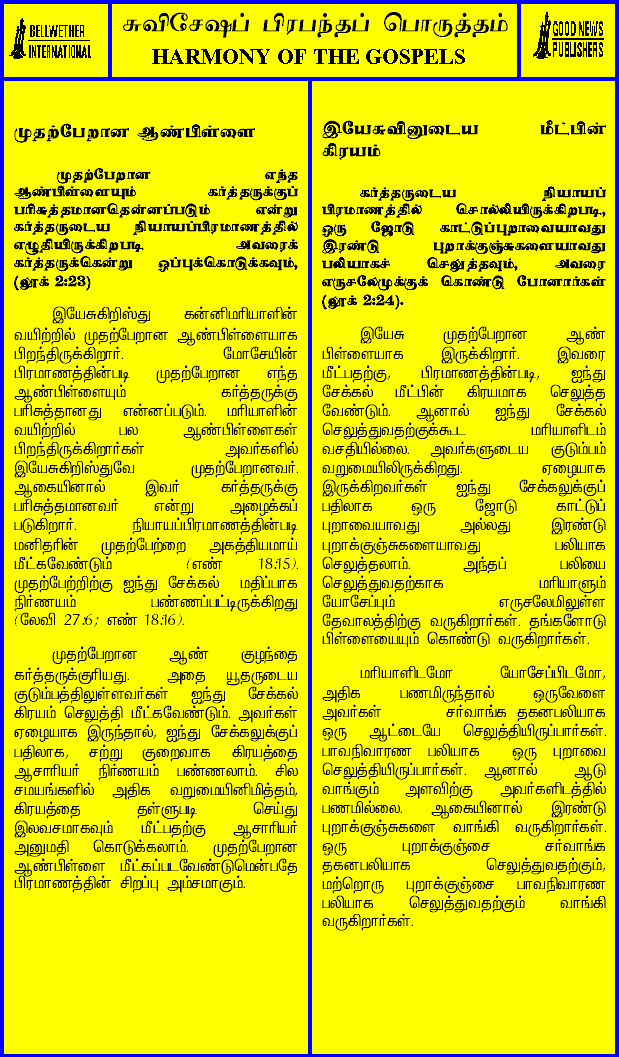 BELLWETHER
INTERNATIONAL
சுவிசேஷப் பிரபந்தப் பொருத்தம்
HARMONY OF THE GOSPELS
GOOD NEWS
PUBLISHERS
முதற்பேறான ஆண்பிள்ளை
முதற்பேறான எந்த
ஆண்பிள்ளையும் கர்த்தருக்குப்
பரிசுத்தமானதென்னப்படும் என்று
கர்த்தருடைய நியாயப்பிரமாணத்தில்
எழுதியிருக்கிறபடி அவரைக்
கர்த்தருக்கென்று ஒப்புக்கொடுக்கவும்,
(லூக் 2:23)
இயேசுகிறிஸ்து கன்னிமரியாளின்
வயிற்றில் முதற்பேறான ஆண்பிள்ளையாக
பிறந்திருக்கிறார். மோசேயின்
பிரமாணத்தின்படி முதற்பேறான எந்த
ஆண்பிள்ளையும் கர்த்தருக்கு
பரிசுத்தானது என்னப்படும். மரியாளின்
வயிற்றில் பல ஆண்பிள்ளைகள்
பிறந்திருக்கிறார்கள் அவர்களில்
இயேசுகிறிஸ்துவே முதற்பேறானவர்.
ஆகையினால் இவர் கர்த்தருக்கு
பரிசுத்தமானவர் என்று அழைக்கப்
படுகிறார். நியாயப்பிரமாணத்தின்படி
மனிதரின் முதற்பேற்றை அகத்தியமாய்
மீட்கவேண்டும் (எண் 18:15).
முதற்பேற்றிற்கு ஐந்து சேக்கல் மதிப்பாக
நிர்ணயம் பண்ணப்பட்டிருக்கிறது
(லேவி 27:6; எண் 18:16).
முதற்பேறான ஆண் குழந்தை
கர்த்தருக்குரியது. அதை யூதருடைய
குடும்பத்திலுள்ளவர்கள் ஐந்து சேக்கல்
கிரயம் செலுத்தி மீட்கவேண்டும். அவர்கள்
ஏழையாக இருந்தால், ஐந்து சேக்கலுக்குப்
பதிலாக, சற்று குறைவாக கிரயத்தை
ஆசாரியர் நிர்ணயம் பண்ணலாம். சில
சமயங்களில் அதிக வறுமையினிமித்தம்,
கிரயத்தை தள்ளுபடி செய்து
இலவசமாகவும் மீட்பதற்கு ஆசாரியர்
அனுமதி கொடுக்கலாம். முதற்பேறான
ஆண்பிள்ளை மீட்கப்படவேண்டுமென்பதே
பிரமாணத்தின் சிறப்பு அம்சமாகும்.
இயேசுவினுடைய மீட்பின்
கிரயம்
கர்த்தருடைய நியாயப்
பிரமாணத்தில் சொல்லியிருக்கிறபடி,
ஒரு ஜோடு காட்டுப்புறாவையாவது
இரண்டு புறாக்குஞ்சுகளையாவது
பலியாகச் செலுத்தவும், அவரை
எருசலேமுக்குக் கொண்டு போனார்கள்
(லூக் 2:24).
இயேசு முதற்பேறான ஆண்
பிள்ளையாக இருக்கிறார். இவரை
மீட்பதற்கு, பிரமாணத்தின்படி, ஐந்து
சேக்கல் மீட்பின் கிரயமாக செலுத்த
வேண்டும். ஆனால் ஐந்து சேக்கல்
செலுத்துவதற்குக்கூட மரியாளிடம்
வசதியில்லை. அவர்களுடைய குடும்பம்
வறுமையிலிருக்கிறது. ஏழையாக
இருக்கிறவர்கள் ஐந்து சேக்கலுக்குப்
பதிலாக ஒரு ஜோடு காட்டுப்
புறாவையாவது அல்லது இரண்டு
புறாக்குஞ்சுகளையாவது பலியாக
செலுத்தலாம். அந்தப் பலியை
செலுத்துவதற்காக மரியாளும்
யோசேப்பும் எருசலேமிலுள்ள
தேவாலத்திற்கு வருகிறார்கள். தங்களோடு
பிள்ளையையும் கொண்டு வருகிறார்கள்.
மரியாளிடமோ யோசேப்பிடமோ,
அதிக பணமிருந்தால் ஒருவேளை
அவர்கள் சர்வாங்க தகனபலியாக
ஒரு ஆட்டையே செலுத்தியிருப்பார்கள்.
பாவநிவாரண பலியாக ஒரு புறாவை
செலுத்தியிருப்பார்கள். ஆனால் ஆடு
வாங்கும் அளவிற்கு அவர்களிடத்தில்
பணமில்லை. ஆகையினால் இரண்டு
புறாக்குஞ்சுகளை வாங்கி வருகிறார்கள்.
ஒரு புறாக்குஞ்சை சர்வாங்க
தகனபலியாக செலுத்துவதற்கும்,
மற்றொரு புறாக்குஞ்சை பாவநிவாரண
பலியாக செலுத்துவதற்கும் வாங்கி
வருகிறார்கள்.